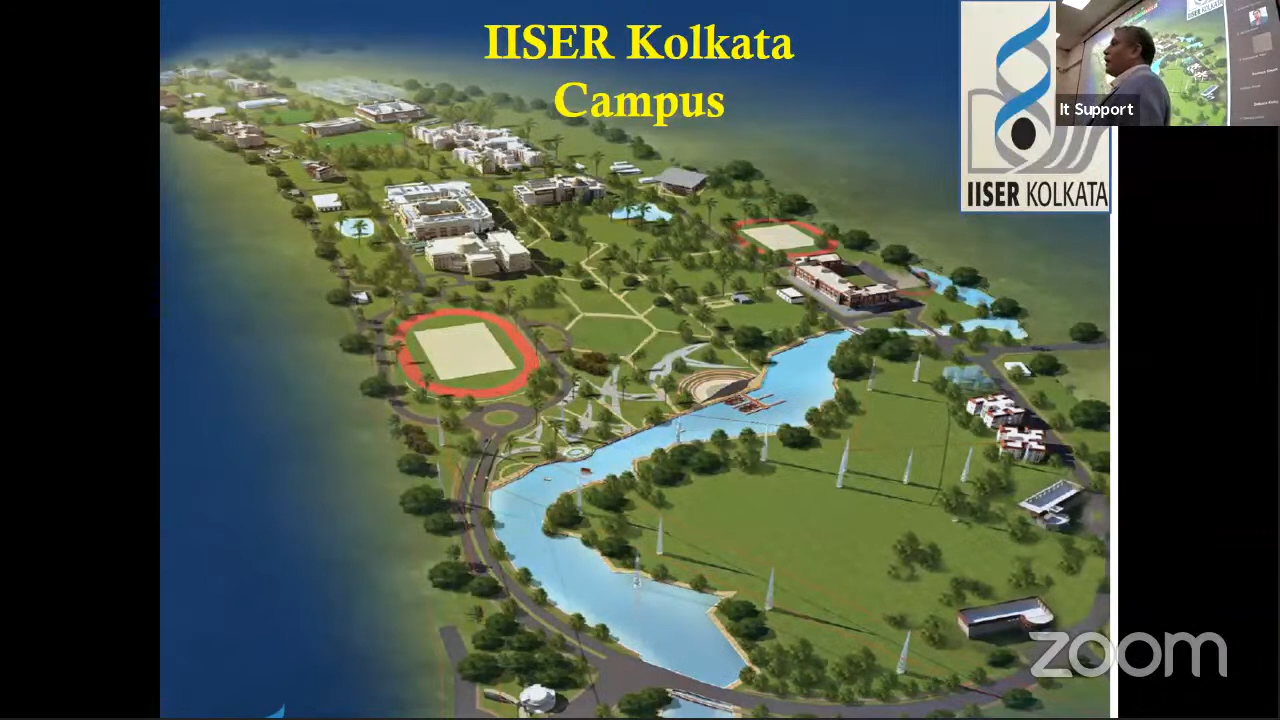 IISER Kolkata
Campus
It Support
IISER KOLKATA
zoom